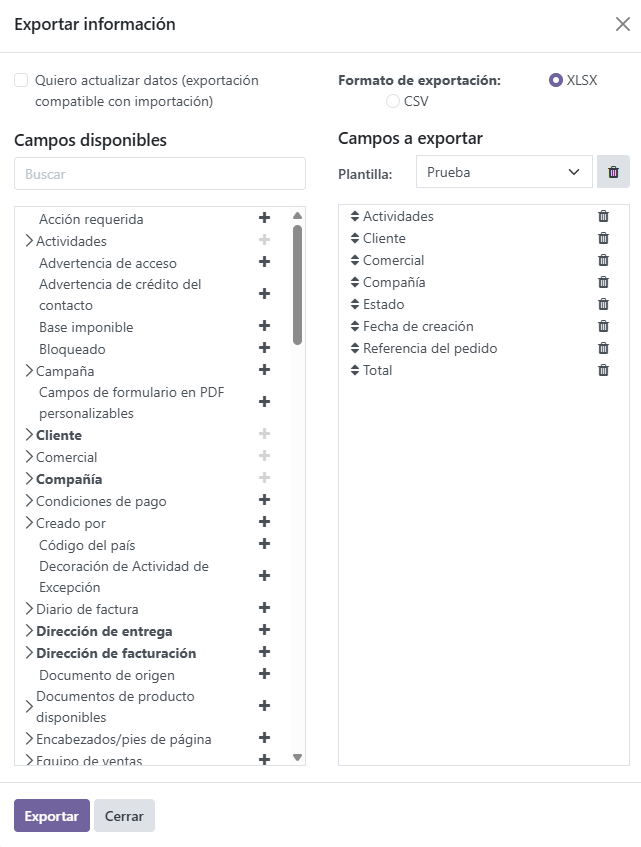 Exportar información
Quiero actualizar datos (exportación
compatible con importación)
Formato de exportación:
XLSX
CSV
Campos disponibles
Buscar
Acción requerida
Actividades
Advertencia de acceso
Advertencia de crédito del
contacto
Base imponible
Bloqueado
Campaña
Campos de formulario en PDF
personalizables
Cliente
Comercial
Compañía
Condiciones de pago
Creado por
Código del país
Decoración de Actividad de
Excepción
Diario de factura
Dirección de entrega
Dirección de facturación
Documento de origen
Documentos de producto
disponibles
Encabezados/pies de página
Equipo de ventas
Campos a exportar
Plantilla:
Prueba
Actividades
Cliente
Comercial
Compañía
Estado
Fecha de creación
Referencia del pedido
Total
Exportar
Cerrar